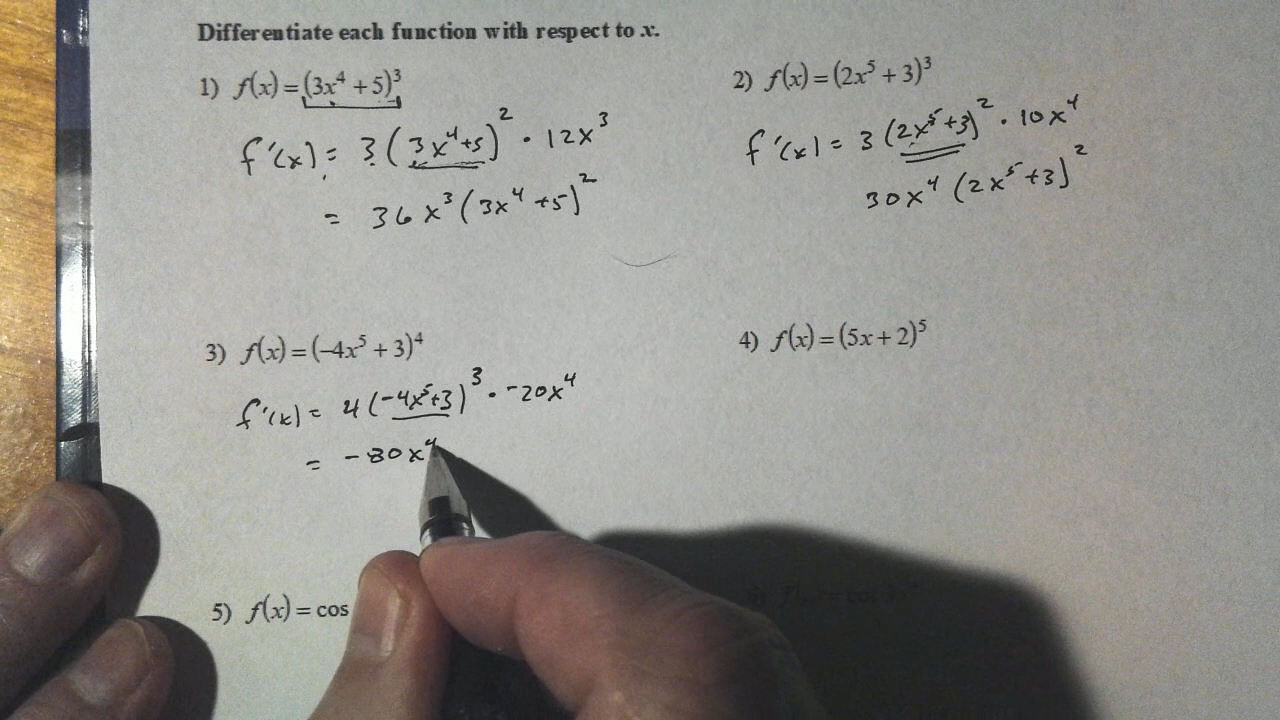 Differentiate each function with respect to x.
1) f(x) = (3x⁴ + 5)³
f'(x) = 3(3x⁴+5)² · 12x³
= 36x³(3x⁴+5)²
2) f(x) = (2x⁵ + 3)³
f'(x) = 3(2x⁵+3)² · 10x⁴
30x⁴(2x⁵+3)²
3) f(x) = (–4x⁵ + 3)⁴
f'(x) = 4(-4x⁵+3)³ · -20x⁴
= -80x⁴
4) f(x) = (5x + 2)⁵
5) f(x) = cos